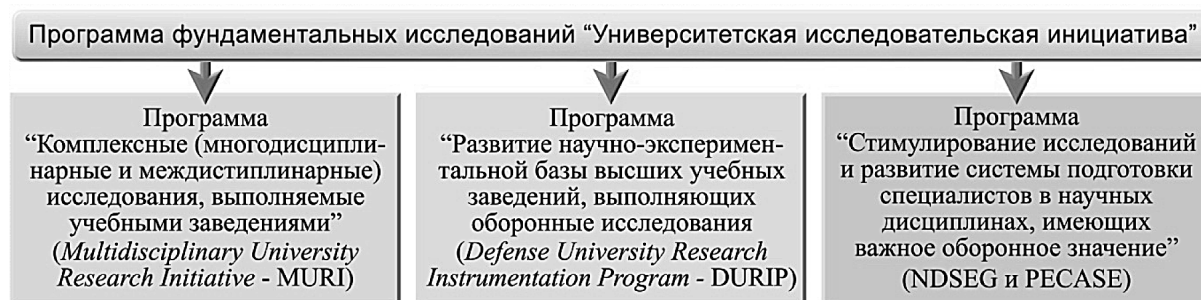 Программа фундаментальных исследований “Университетская исследовательская инициатива”
Программа
“Комплексные (многодисципли-
нарные и междистиплинарные)
исследования, выполняемые
учебными заведениями”
(Multidisciplinary University
Research Initiative - MURI)
Программа
“Развитие научно-эксперимен-
тальной базы высших учебных
заведений, выполняющих
оборонные исследования
(Defense University Research
Instrumentation Program - DURIP)
Программа
“Стимулирование исследований
и развитие системы подготовки
специалистов в научных
дисциплинах, имеющих
важное оборонное значение”
(NDSEG и PECASE)